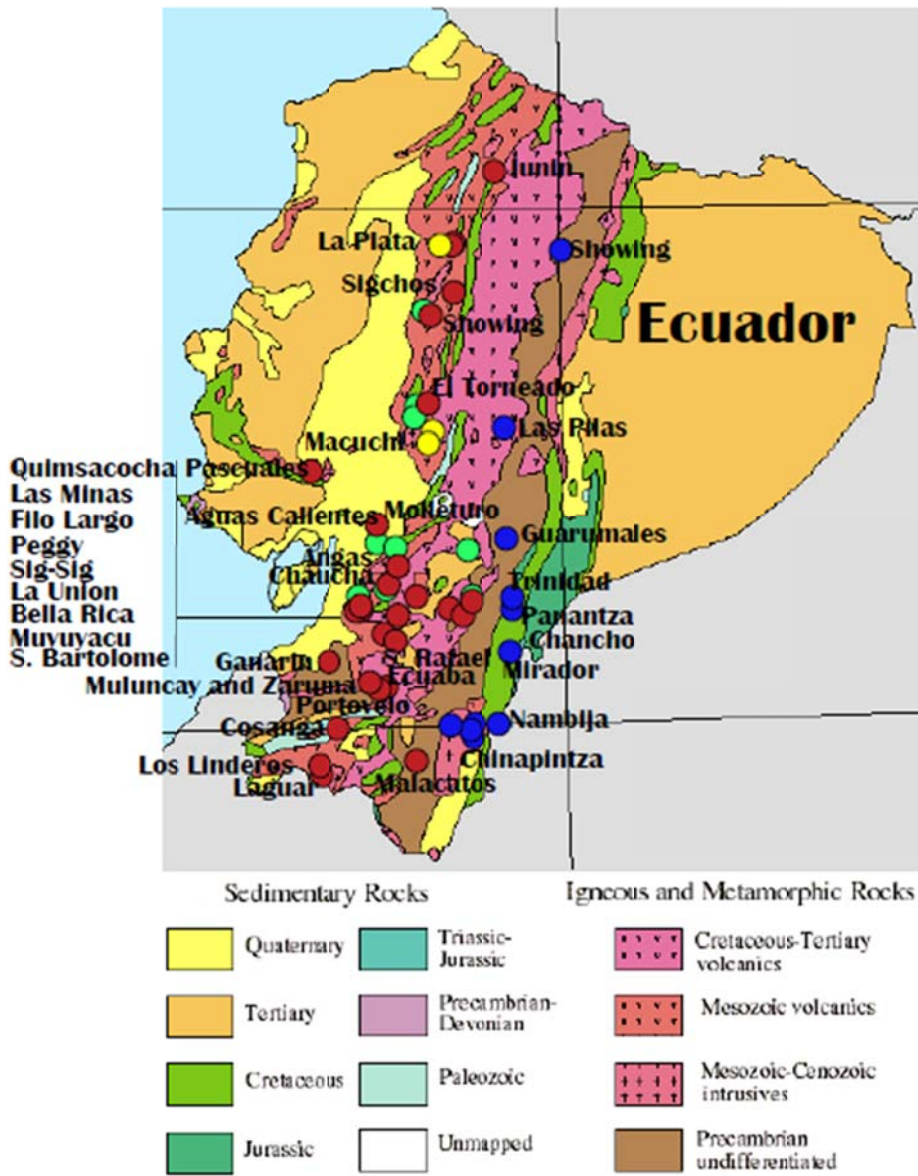 Junin
La Plata
Showing
Sigchos
Showing
Ecuador
El Torneado
Las Pilas
Macuchi
Quimsacocha Pascuales
Las Minas
Filo Largo
Peggy
Sig-Sig
La Union
Bella Rica
Muyuyacu
S. Bartolome
Aguas Calientes
Molleturo
Guarumales
Angas
Chaucha
Trinidad
Panantza
Chancho
Mirador
Ganarin
S. Rafael
Ecuaba
Muluncay and Zaruma
Portovelo
Cosanga
Nambija
Chinapintza
Los Linderos
Laguar
Malacatos
Sedimentary Rocks
Igneous and Metamorphic Rocks
Quaternary
Triassic-
Jurassic
Cretaceous-Tertiary
volcanics
Tertiary
Precambrian-
Devonian
Mesozoic volcanics
Cretaceous
Paleozoic
Mesozoic-Cenozoic
intrusives
Jurassic
Unmapped
Precambrian
undifferentiated